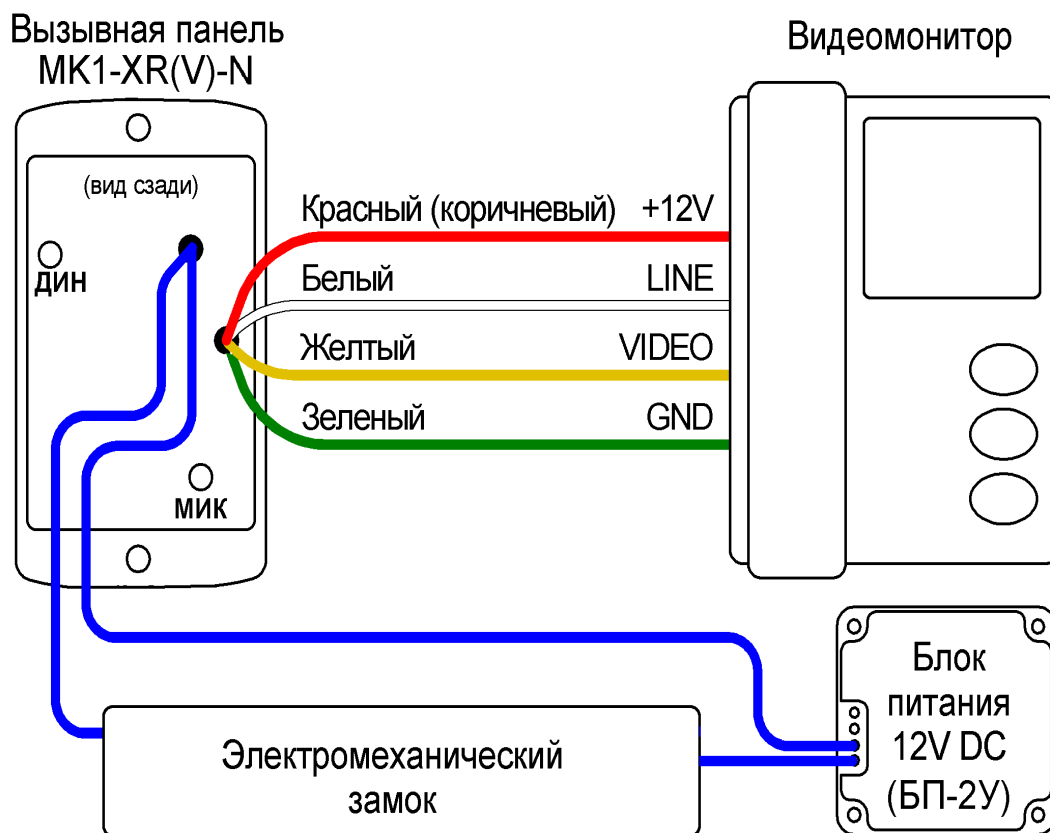 Вызывная панель
MK1-XR(V)-N
Видеомонитор
(вид сзади)
Красный (коричневый) +12V
Белый LINE
ДИН
Желтый VIDEO
Зеленый GND
МИК
Блок
питания
12V DC
(БП-2У)
Электромеханический
замок